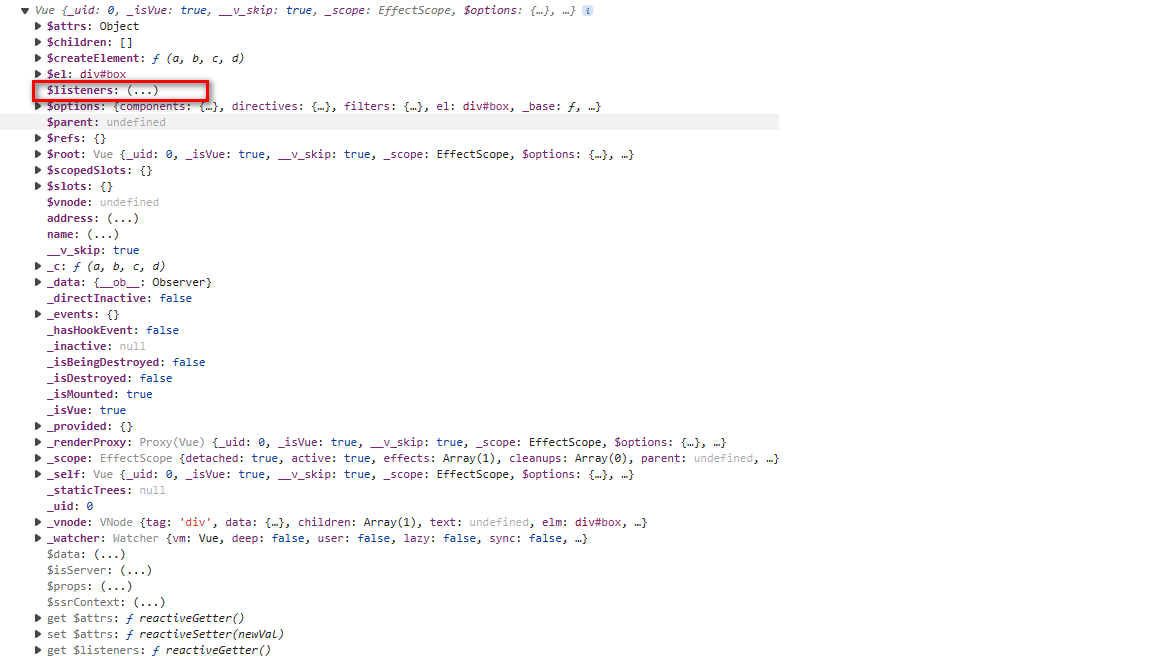 Vue {_uid: 0, _isVue: true, __v_skip: true, _scope: EffectScope, $options: {…}, …} i
$attrs: Object
$children: []
$createElement: ƒ (a, b, c, d)
$el: div#box
$listeners: (...)
$options: {components: {…}, directives: {…}, filters: {…}, el: div#box, _base: ƒ, …}
$parent: undefined
$refs: {}
$root: Vue {_uid: 0, _isVue: true, __v_skip: true, _scope: EffectScope, $options: {…}, …}
$scopedSlots: {}
$slots: {}
$vnode: undefined
address: (...)
name: (...)
__v_skip: true
_c: ƒ (a, b, c, d)
_data: {__ob__: Observer}
_directInactive: false
_events: {}
_hasHookEvent: false
_inactive: null
_isBeingDestroyed: false
_isDestroyed: false
_isMounted: true
_isVue: true
_provided: {}
_renderProxy: Proxy(Vue) {_uid: 0, _isVue: true, __v_skip: true, _scope: EffectScope, $options: {…}, …}
_scope: EffectScope {detached: true, active: true, effects: Array(1), cleanups: Array(0), parent: undefined, …}
_self: Vue {_uid: 0, _isVue: true, __v_skip: true, _scope: EffectScope, $options: {…}, …}
_staticTrees: null
_uid: 0
_vnode: VNode {tag: 'div', data: {…}, children: Array(1), text: undefined, elm: div#box, …}
_watcher: Watcher {vm: Vue, deep: false, user: false, lazy: false, sync: false, …}
$data: (...)
$isServer: (...)
$props: (...)
$ssrContext: (...)
get $attrs: ƒ reactiveGetter()
set $attrs: ƒ reactiveSetter(newVal)
get $listeners: ƒ reactiveGetter()